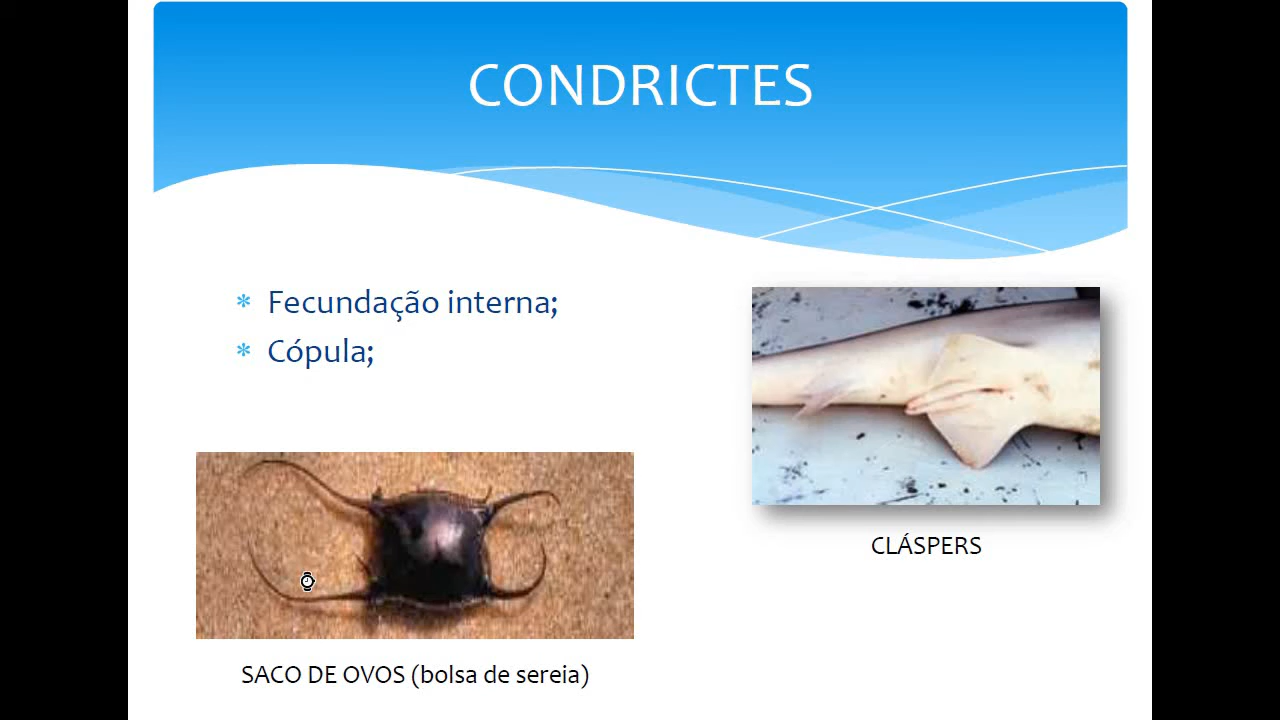 CONDRICTES
Fecundação interna;
Cópula;
CLÁSPERS
SACO DE OVOS (bolsa de sereia)